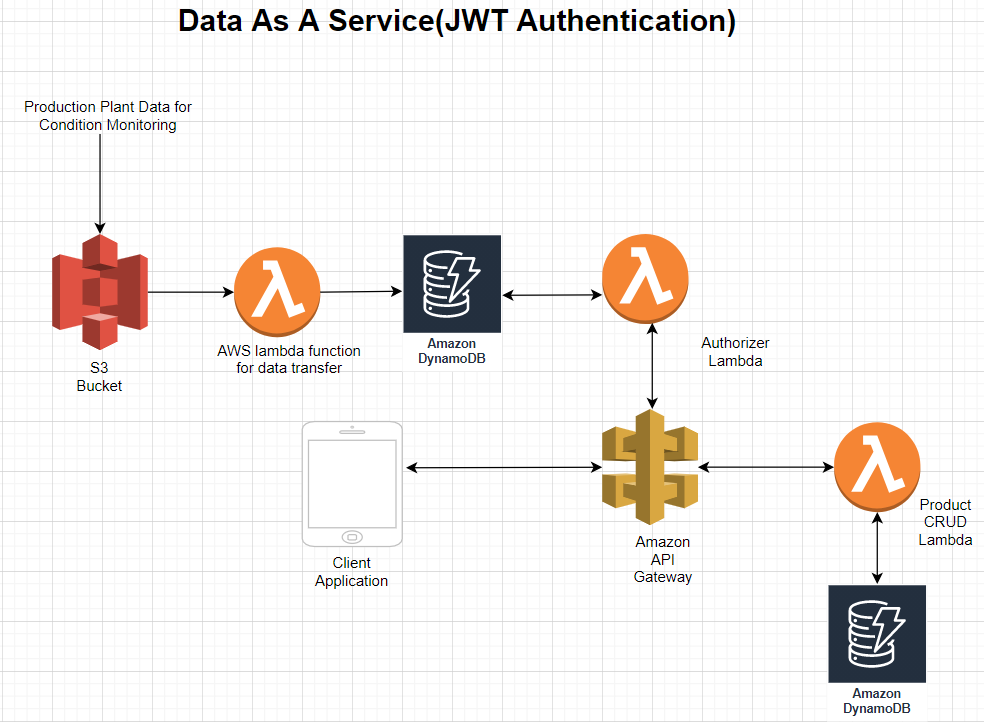 Data As A Service(JWT Authentication)
Production Plant Data for
Condition Monitoring
S3
Bucket
AWS lambda function
for data transfer
Amazon
DynamoDB
Authorizer
Lambda
Client
Application
Amazon
API
Gateway
Product
CRUD
Lambda
Amazon
DynamoDB